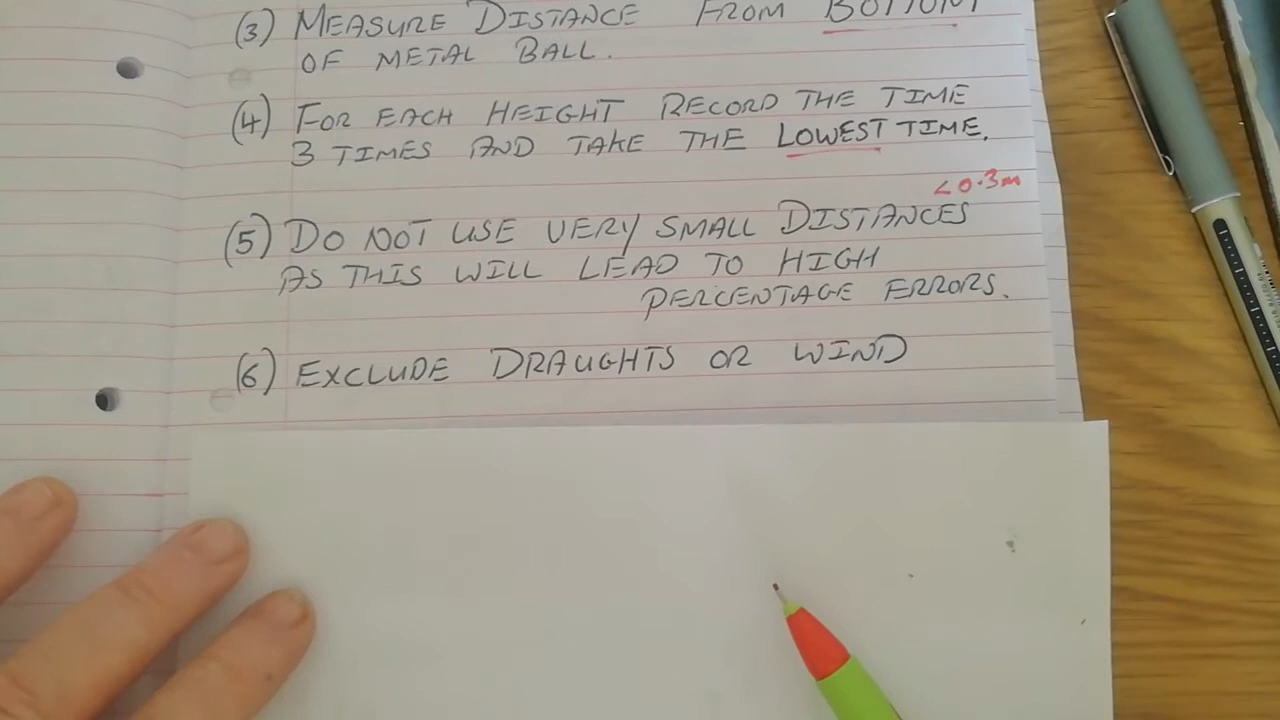 (3) MEASURE DISTANCE FROM BOTTOM
OF METAL BALL.
(4) FOR EACH HEIGHT RECORD THE TIME
3 TIMES AND TAKE THE LOWEST TIME.
<0.3m
(5) DO NOT USE VERY SMALL DISTANCES
AS THIS WILL LEAD TO HIGH
PERCENTAGE ERRORS.
(6) EXCLUDE DRAUGHTS OR WIND